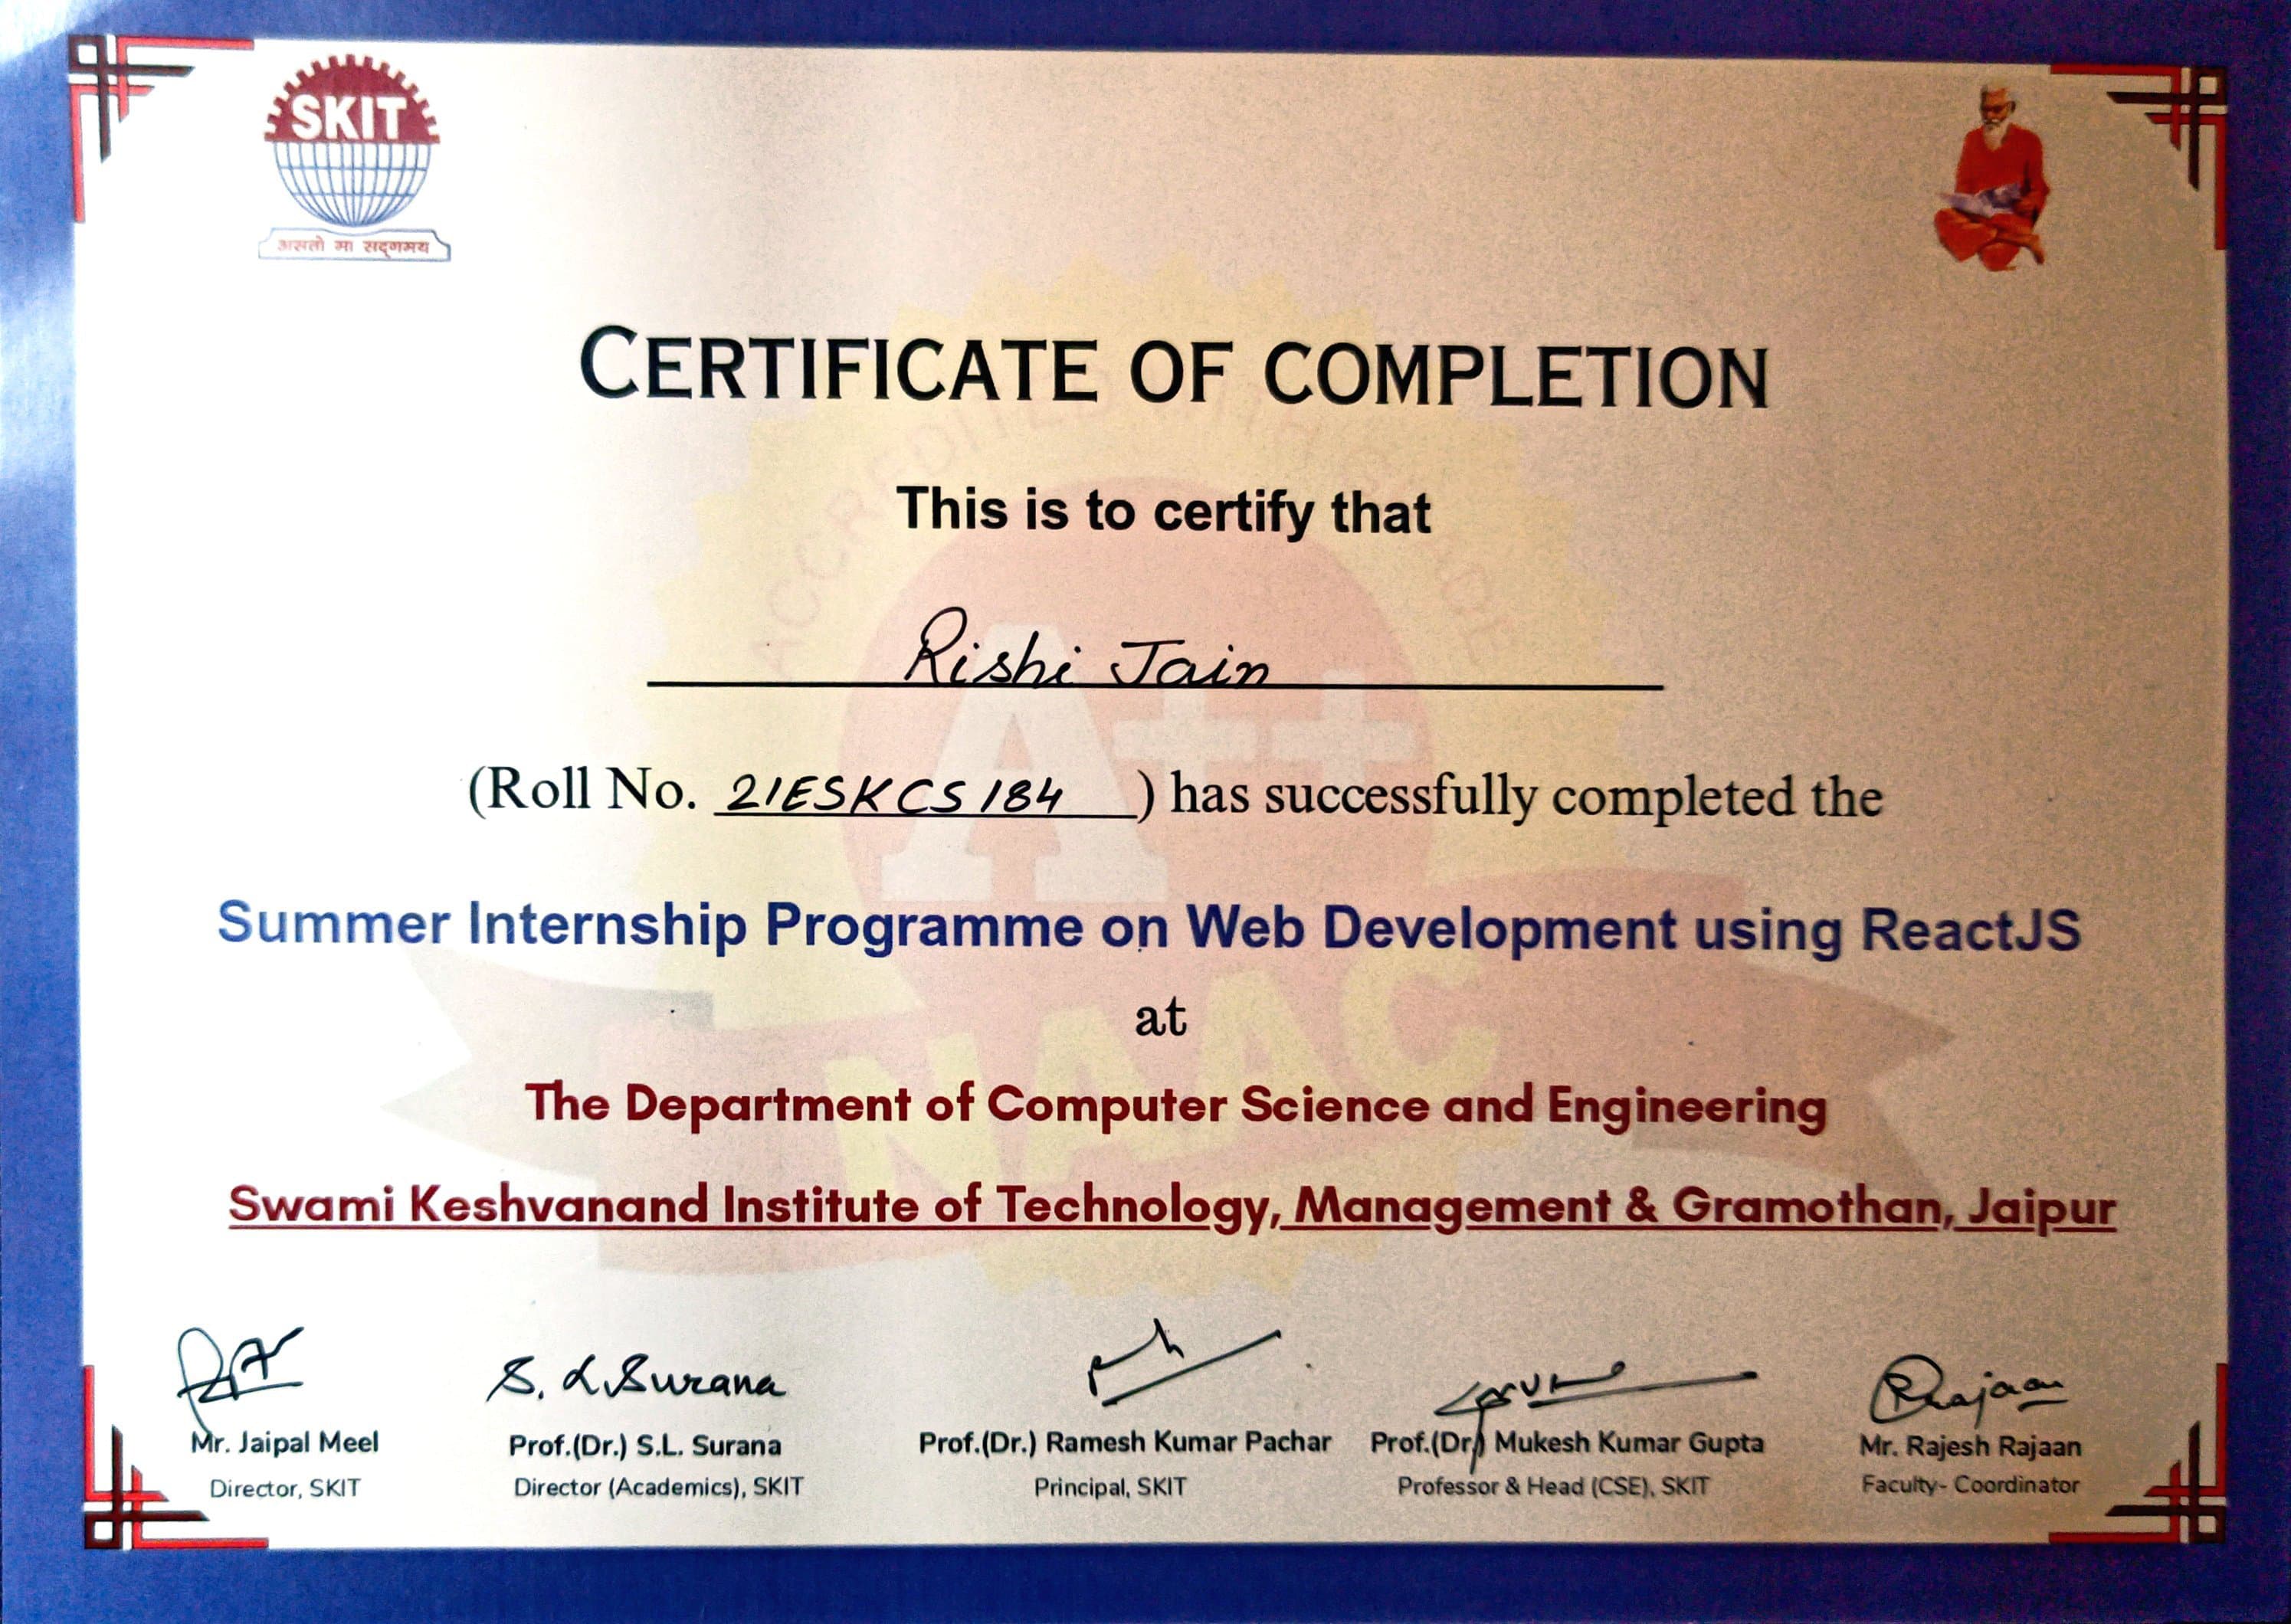 SKIT
असतो मा सद्गमय
CERTIFICATE OF COMPLETION
This is to certify that
Rishi Jain
(Roll No. 21ESKCS184 ) has successfully completed the
Summer Internship Programme on Web Development using ReactJS
at
The Department of Computer Science and Engineering
Swami Keshvanand Institute of Technology, Management & Gramothan, Jaipur
A++
NAAC
S. L Surana
Rajaan
Mr. Jaipal Meel
Director, SKIT
Prof.(Dr.) S.L. Surana
Director (Academics), SKIT
Prof.(Dr.) Ramesh Kumar Pachar
Principal, SKIT
Prof.(Dr.) Mukesh Kumar Gupta
Professor & Head (CSE), SKIT
Mr. Rajesh Rajaan
Faculty- Coordinator